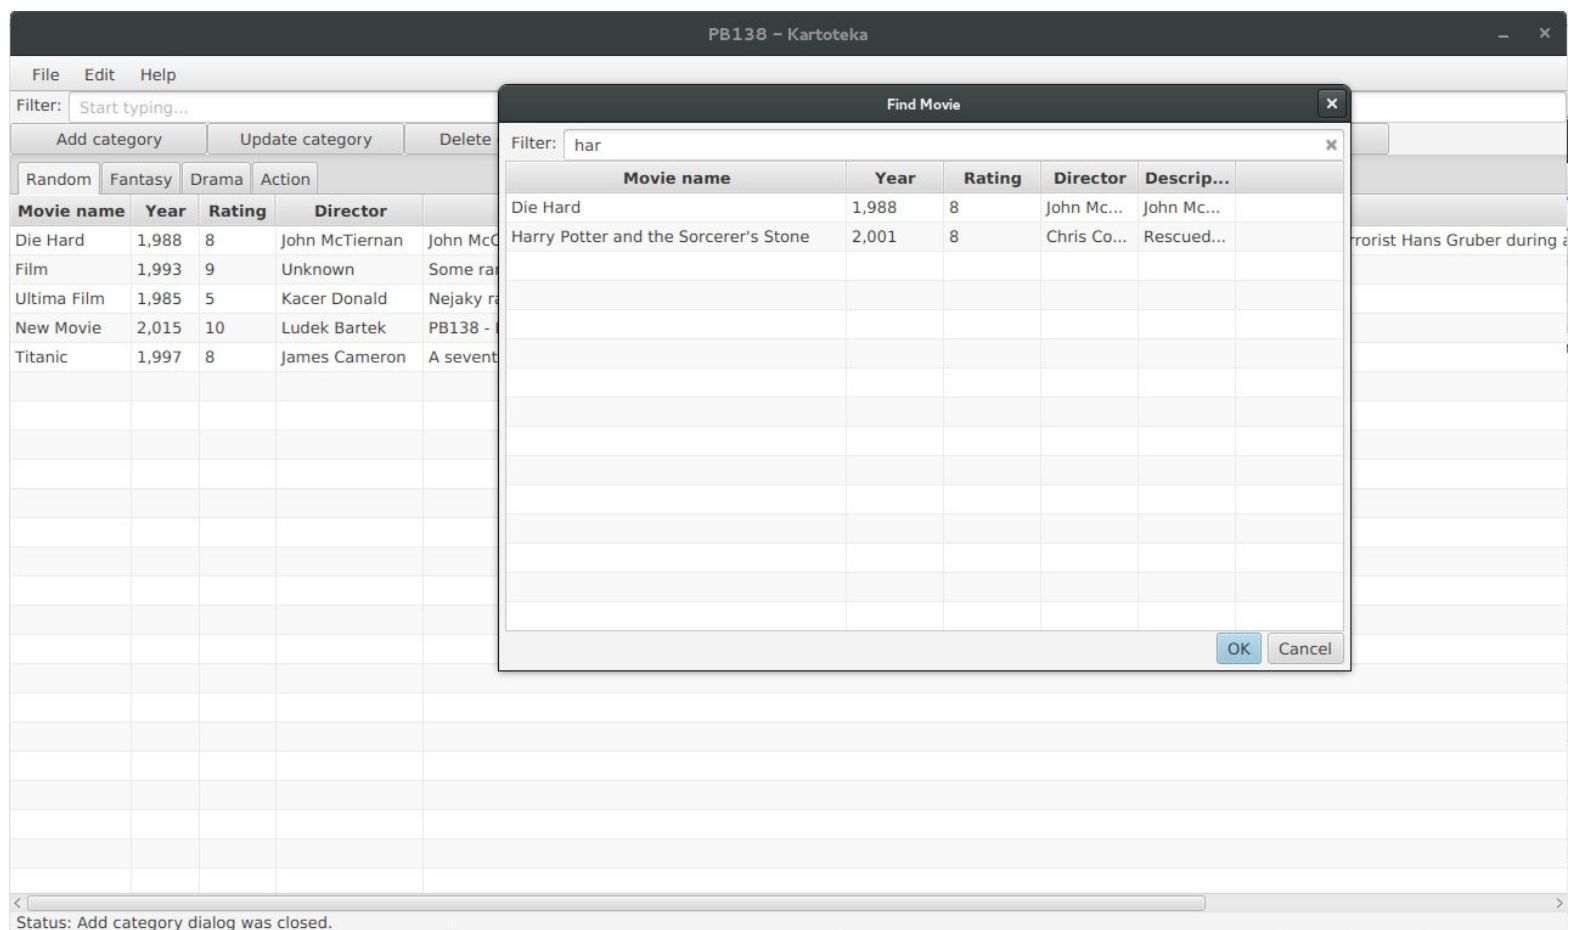 PB138 – Kartoteka
File Edit Help
Filter: Start typing...
Add category Update category Delete
Random Fantasy Drama Action
Movie name Year Rating Director
Die Hard 1,988 8 John McTiernan John McC
Film 1,993 9 Unknown Some
Ultima Film 1,985 5 Kacer Donald Nejaky
New Movie 2,015 10 Ludek Bartek PB138 -
Titanic 1,997 8 James Cameron A sevent
rrorist Hans Gruber during
Find Movie
Filter: har
Movie name Year Rating Director Descrip...
Die Hard 1,988 8 John Mc... John Mc...
Harry Potter and the Sorcerer's Stone 2,001 8 Chris Co... Rescued...
OK Cancel
Status: Add category dialog was closed.